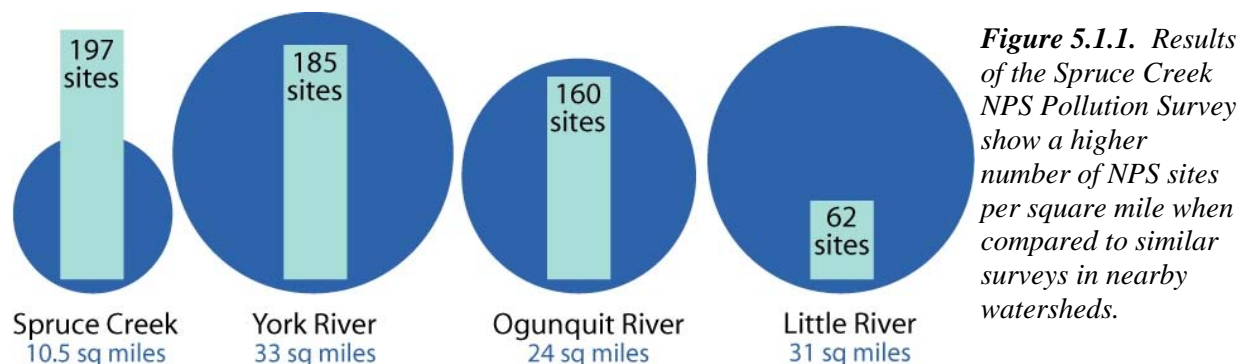 197
sites
185
sites
160
sites
62
sites
Spruce Creek
10.5 sq miles
York River
33 sq miles
Ogunquit River
24 sq miles
Little River
31 sq miles
Figure 5.1.1. Results
of the Spruce Creek
NPS Pollution Survey
show a higher
number of NPS sites
per square mile when
compared to similar
surveys in nearby
watersheds.